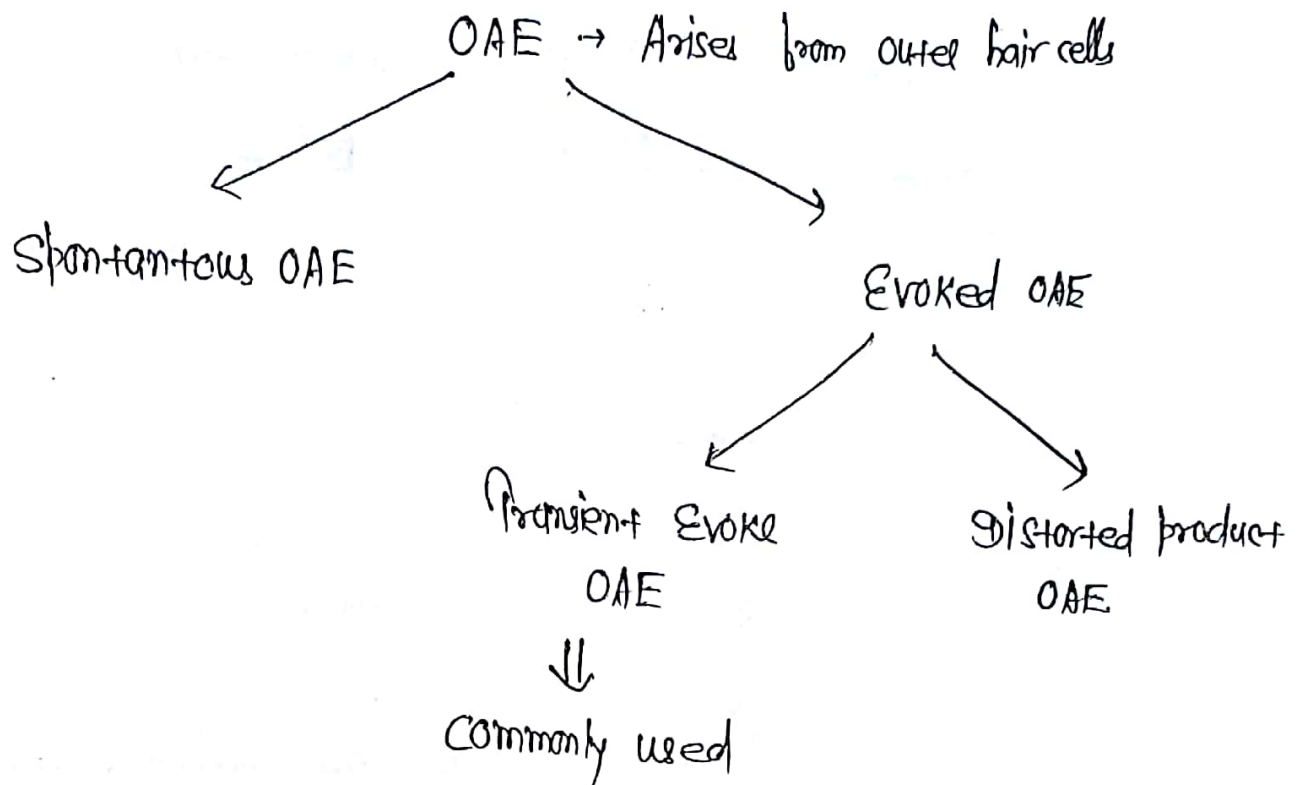 OAE → Arises from outer hair cells
Spontantous OAE
Evoked OAE
Transient Evoke
OAE
Distorted product
OAE
⇓
Commonly used